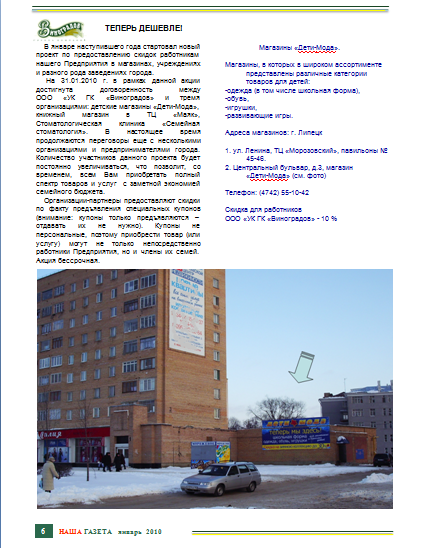 Виноградов
ТЕПЕРЬ ДЕШЕВЛЕ!
В январе наступившего года стартовал новый
проект по предоставлению скидок работникам
нашего Предприятия в магазинах, учреждениях
и разного рода заведениях города.
На 31.01.2010 г. в рамках данной акции
достигнута договоренность между
ООО «УК ГК «Виноградов» и тремя
организациями: детские магазины «Дети-Мода»,
книжный магазин в ТЦ «Маяк»,
Стоматологическая клиника «Семейная
стоматология». В настоящее время
продолжаются переговоры еще с несколькими
организациями и предпринимателями города.
Количество участников данного проекта будет
постоянно увеличиваться, что позволит, со
временем, всем Вам приобретать полный
спектр товаров и услуг с заметной экономией
семейного бюджета.
Организации-партнеры предоставляют скидки
по факту предъявления специальных купонов
(внимание: купоны только предъявляются –
отдавать их не нужно). Купоны не
персональные, поэтому приобрести товар (или
услугу) могут не только непосредственно
работники Предприятия, но и члены их семей.
Акция бессрочная.
Магазины «Дети-Мода».
Магазины, в которых в широком ассортименте
представлены различные категории
товаров для детей:
-одежда (в том числе школьная форма),
-обувь,
-игрушки,
-развивающие игры.
Адреса магазинов: г. Липецк
1. ул. Ленина, ТЦ «Морозовский», павильоны №
45-46.
2. Центральный бульвар, д.3, магазин
«Дети-Мода» (см. фото)
Телефон: (4742) 55-10-42
Скидка для работников
ООО «УК ГК «Виноградов» - 10 %
ДЕТИ МОДА
Теперь мы здесь!
6 НАША ГАЗЕТА январь 2010